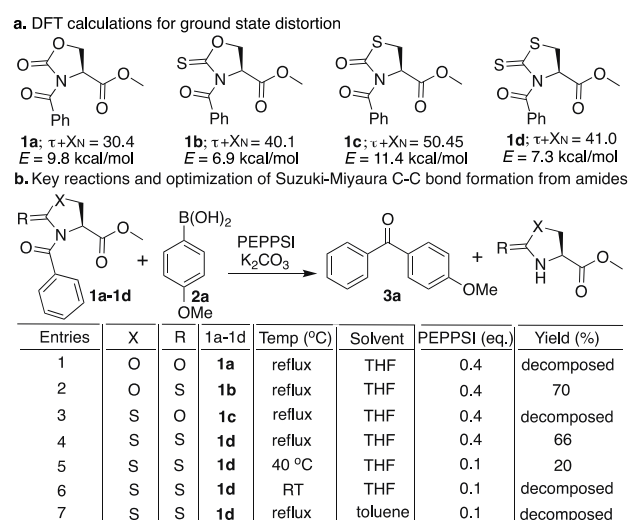 a. DFT calculations for ground state distortion
O O N O O O Ph
S O N O O O Ph
O S N O O O Ph
S S N O O O Ph
1a; τ+XN = 30.4 1b; τ+XN = 40.1 1c; τ+XN = 50.45 1d; τ+XN = 41.0
E = 9.8 kcal/mol E = 6.9 kcal/mol E = 11.4 kcal/mol E = 7.3 kcal/mol
b. Key reactions and optimization of Suzuki-Miyaura C-C bond formation from amides
R X N O O O 1a-1d
+
B(OH)2 2a OMe
PEPPSI
K2CO3
O OMe 3a
+
R X N H O O
Entries X R 1a-1d Temp (oC) Solvent PEPPSI (eq.) Yield (%)
1 O O 1a reflux THF 0.4 decomposed
2 O S 1b reflux THF 0.4 70
3 S O 1c reflux THF 0.4 decomposed
4 S S 1d reflux THF 0.4 66
5 S S 1d 40 oC THF 0.1 20
6 S S 1d RT THF 0.1 decomposed
7 S S 1d reflux toluene 0.1 decomposed